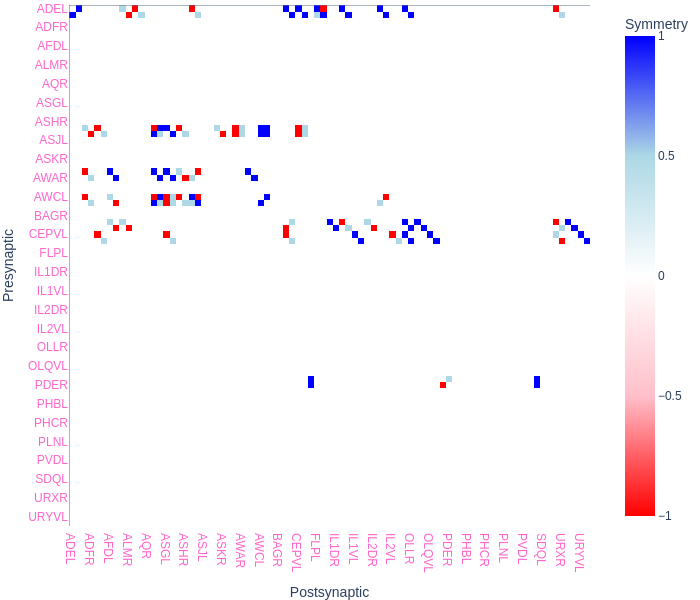 Symmetry
1
0.5
0
−0.5
−1
Presynaptic
ADEL
ADFR
AFDL
ALMR
AQR
ASGL
ASHR
ASJL
ASKR
AWAR
AWCL
BAGR
CEPVL
FLPL
IL1DR
IL1VL
IL2DR
IL2VL
OLLR
OLQVL
PDER
PHBL
PHCR
PLNL
PVDL
SDQL
URXR
URYVL
ADEL
ADFR
AFDL
ALMR
AQR
ASGL
ASHR
ASJL
ASKR
AWAR
AWCL
BAGR
CEPVL
FLPL
IL1DR
IL1VL
IL2DR
IL2VL
OLLR
OLQVL
PDER
PHBL
PHCR
PLNL
PVDL
SDQL
URXR
URYVL
Postsynaptic